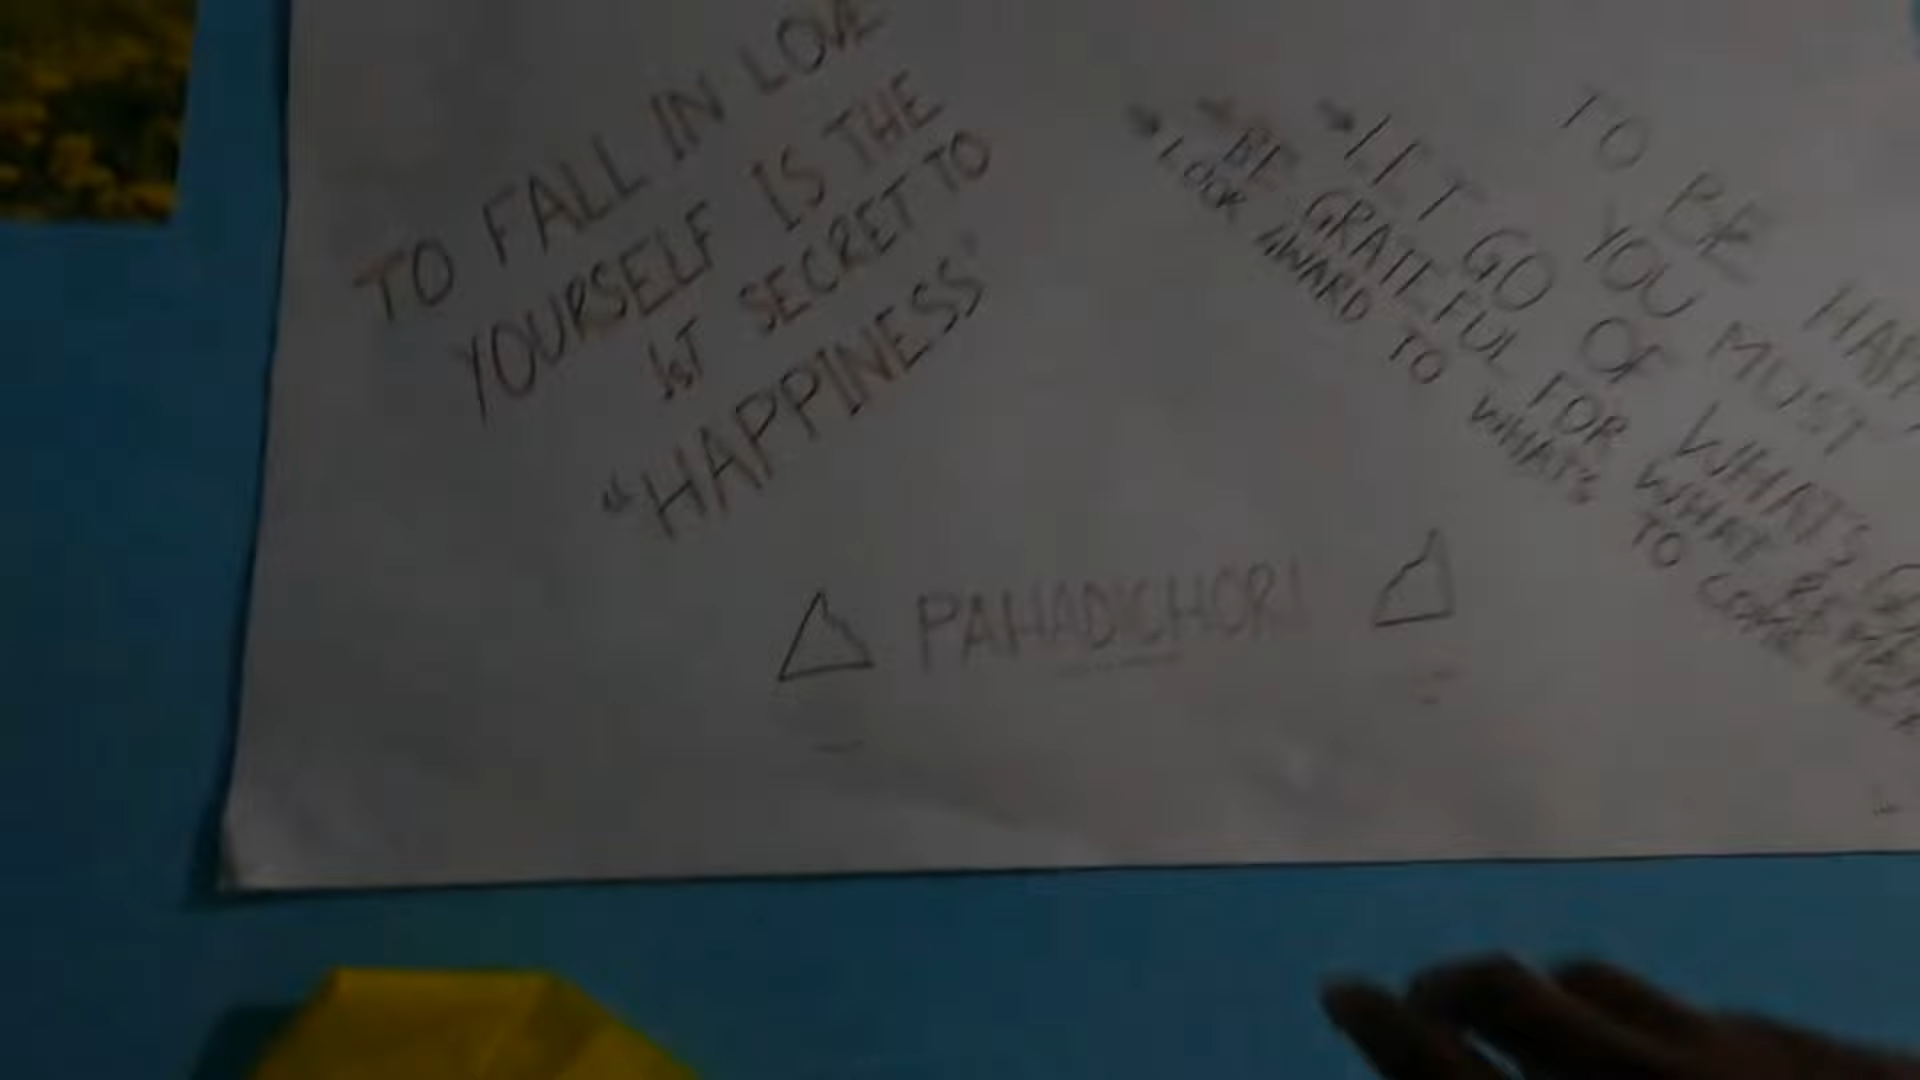 TO FALL IN LOVE
YOURSELF IS THE
1ST SECRET TO
"HAPPINESS"
TO BE
YOU MUST
LET GO OF WHAT'S
BE GRATEFUL FOR WHAT
LOOK AWARD TO WHAT'S TO COME
PAHADICHORI